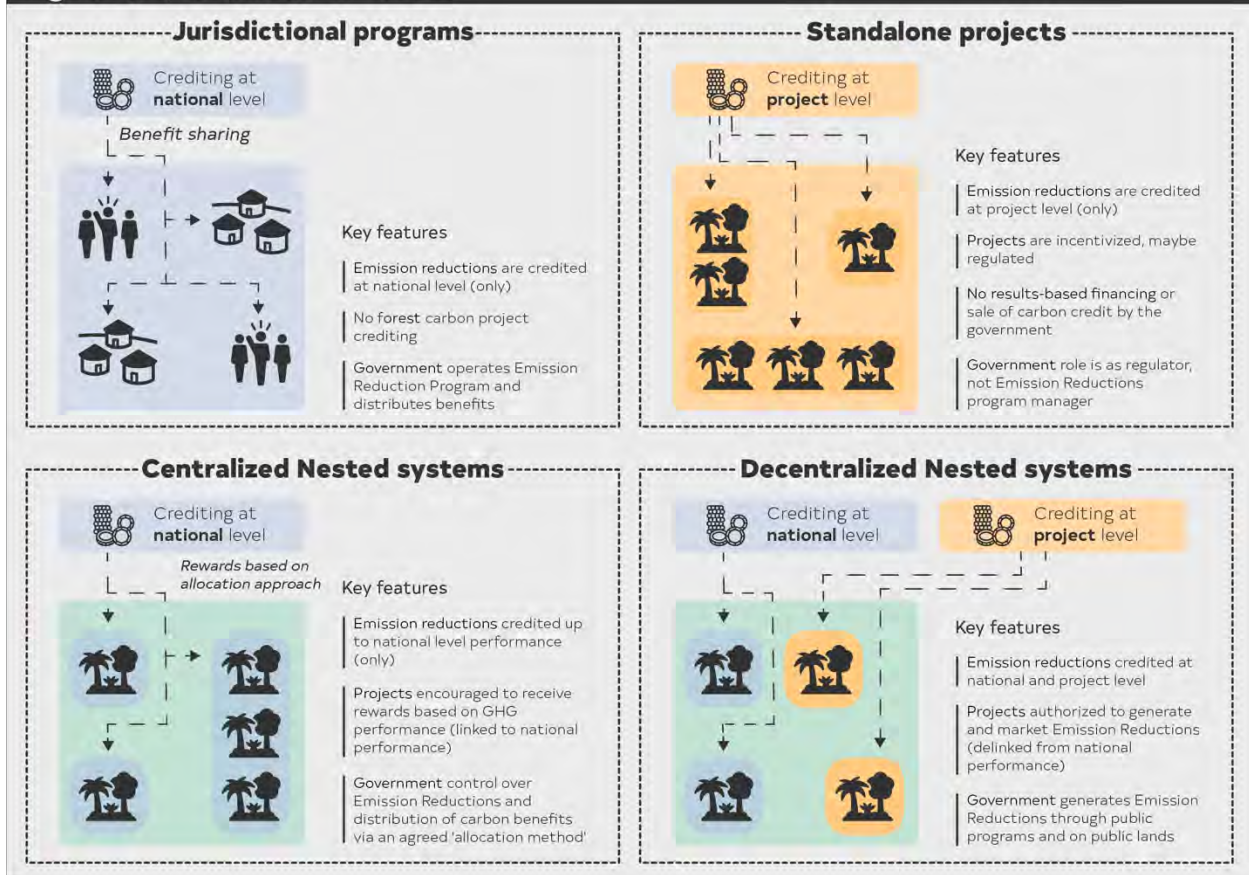 Jurisdictional programs
Crediting at
national level
Benefit sharing
Key features
Emission reductions are credited
at national level (only)
No forest carbon project
crediting
Government operates Emission
Reduction Program and
distributes benefits
Standalone projects
Crediting at
project level
Key features
Emission reductions are credited
at project level (only)
Projects are incentivized, maybe
regulated
No results-based financing or
sale of carbon credit by the
government
Government role is as regulator,
not Emission Reductions
program manager
Centralized Nested systems
Crediting at
national level
Rewards based on
allocation approach
Key features
Emission reductions credited up
to national level performance
(only)
Projects encouraged to receive
rewards based on GHG
performance (linked to national
performance)
Government control over
Emission Reductions and
distribution of carbon benefits
via an agreed 'allocation method'
Decentralized Nested systems
Crediting at
national level
Crediting at
project level
Key features
Emission reductions credited at
national and project level
Projects authorized to generate
and market Emission Reductions
(delinked from national
performance)
Government generates Emission
Reductions through public
programs and on public lands